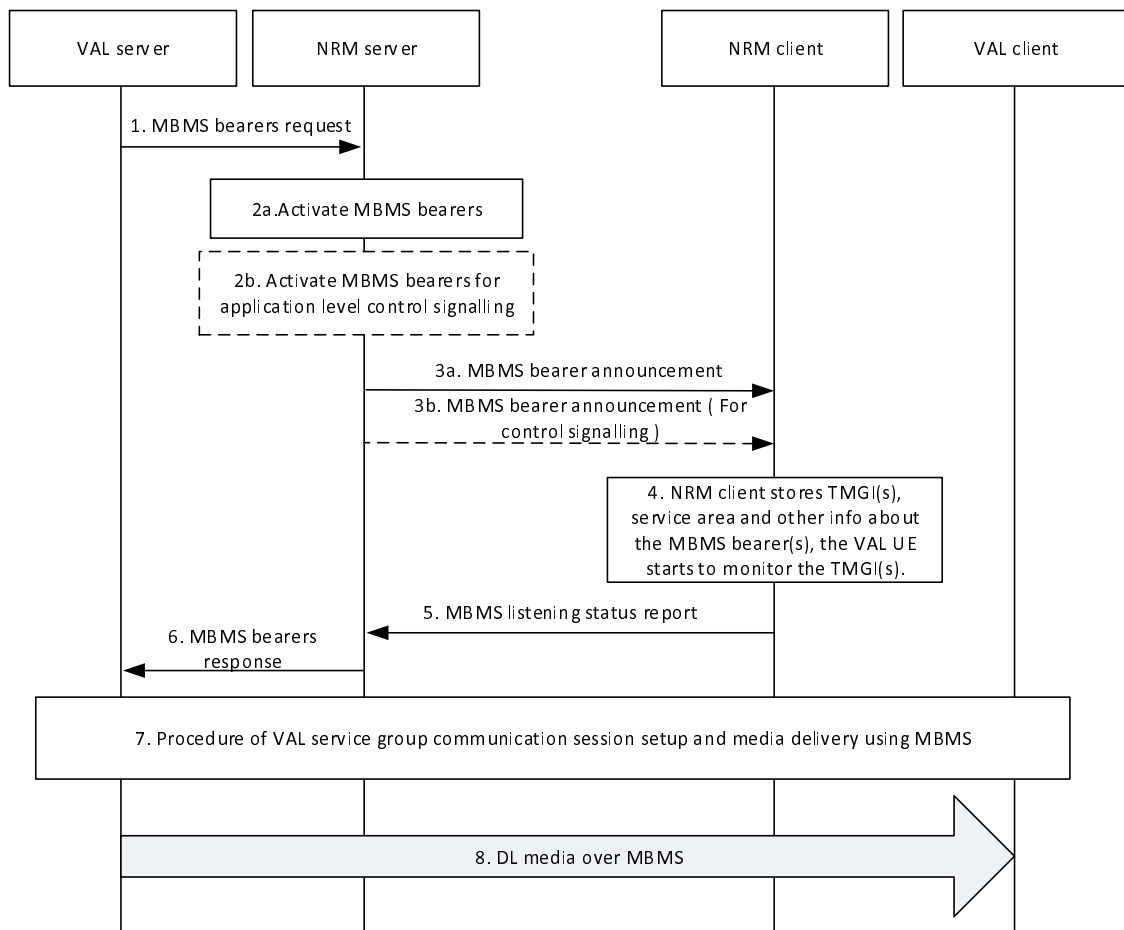 VAL server
NRM server
NRM client
VAL client
1. MBMS bearers request
2a.Activate MBMS bearers
2b. Activate MBMS bearers for
application level control signalling
3a. MBMS bearer announcement
3b. MBMS bearer announcement ( For
control signalling )
4. NRM client stores TMGI(s),
service area and other info about
the MBMS bearer(s), the VAL UE
starts to monitor the TMGI(s).
5. MBMS listening status report
6. MBMS bearers
response
7. Procedure of VAL service group communication session setup and media delivery using MBMS
8. DL media over MBMS